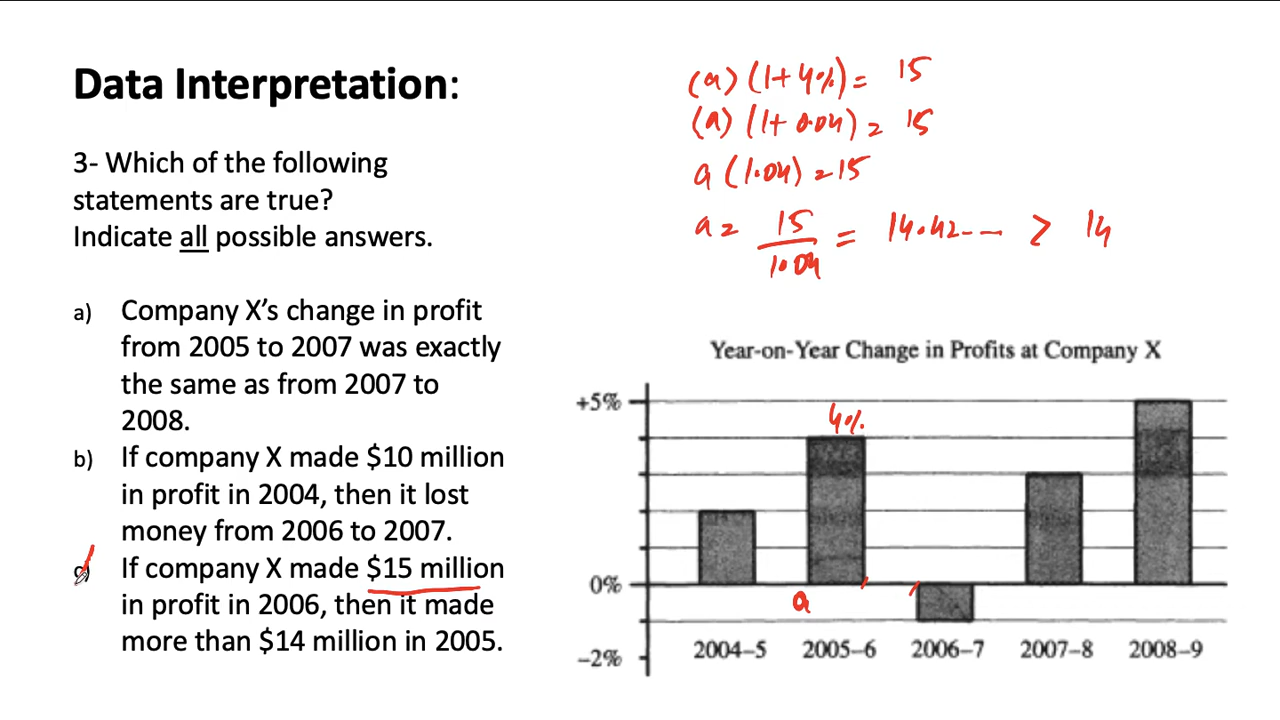 Data Interpretation:
3- Which of the following
statements are true?
Indicate all possible answers.
a) Company X’s change in profit
from 2005 to 2007 was exactly
the same as from 2007 to
2008.
b) If company X made $10 million
in profit in 2004, then it lost
money from 2006 to 2007.
c) If company X made $15 million
in profit in 2006, then it made
more than $14 million in 2005.
(a) (1+4%) = 15
(a) (1+0.04) = 15
a (1.04) = 15
a = 15/1.04 = 14.42-- > 14
Year-on-Year Change in Profits at Company X
+5%
4%
0%
a
-2%
2004–5 2005–6 2006–7 2007–8 2008–9